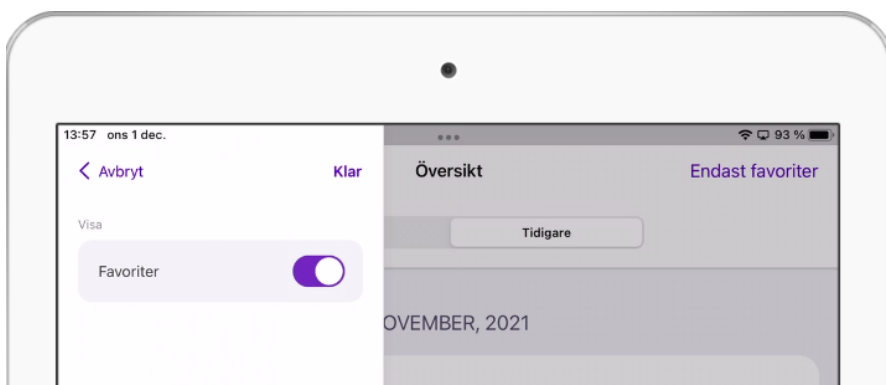 13:57 ons 1 dec. 93 %
Avbryt Klar Översikt Endast favoriter
Visa
Tidigare
Favoriter
OVEMBER, 2021